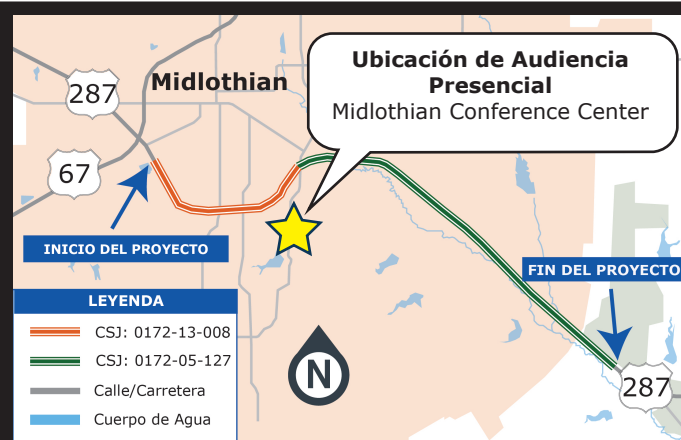 Ubicación de Audiencia
Presencial
Midlothian Conference Center
Midlothian
287
67
INICIO DEL PROYECTO
FIN DEL PROYECTO
LEYENDA
CSJ: 0172-13-008
CSJ: 0172-05-127
Calle/Carretera
Cuerpo de Agua
N
287